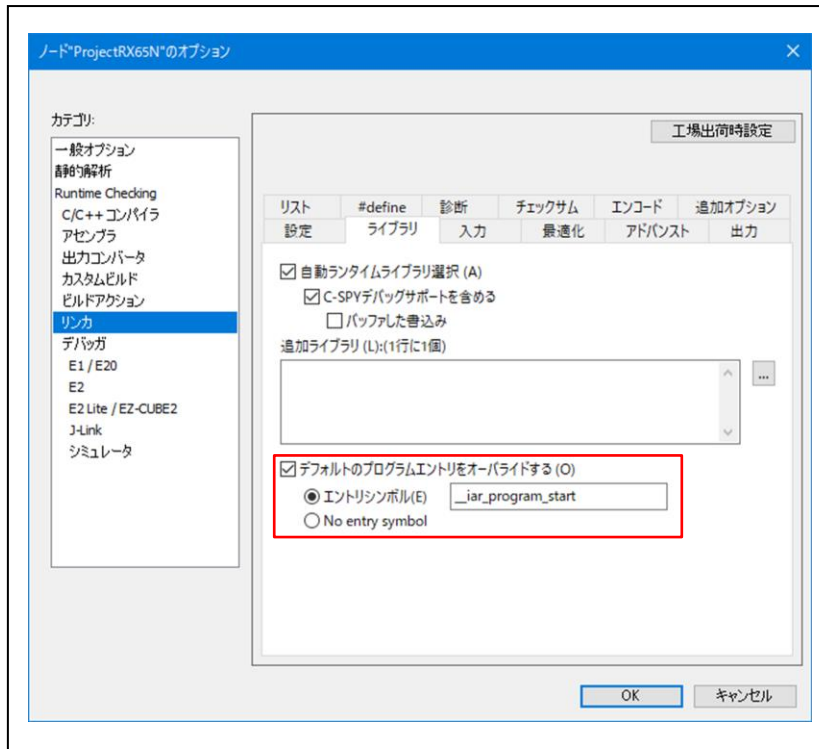 ノード"ProjectRX65N"のオプション
カテゴリ:
一般オプション
静的解析
Runtime Checking
C/C++ コンパイラ
アセンブラ
出力コンバータ
カスタムビルド
ビルドアクション
リンカ
デバッガ
E1 / E20
E2
E2 Lite / EZ-CUBE2
J-Link
シミュレータ
工場出荷時設定
リスト #define 診断 チェックサム エンコード 追加オプション
設定 ライブラリ 入力 最適化 アドバンスト 出力
自動ランタイムライブラリ選択 (A)
C-SPYデバッグサポートを含める
バッファした書込み
追加ライブラリ (L):(1行に1個)
...
デフォルトのプログラムエントリをオーバライドする (O)
エントリシンボル(E) __iar_program_start
No entry symbol
OK キャンセル